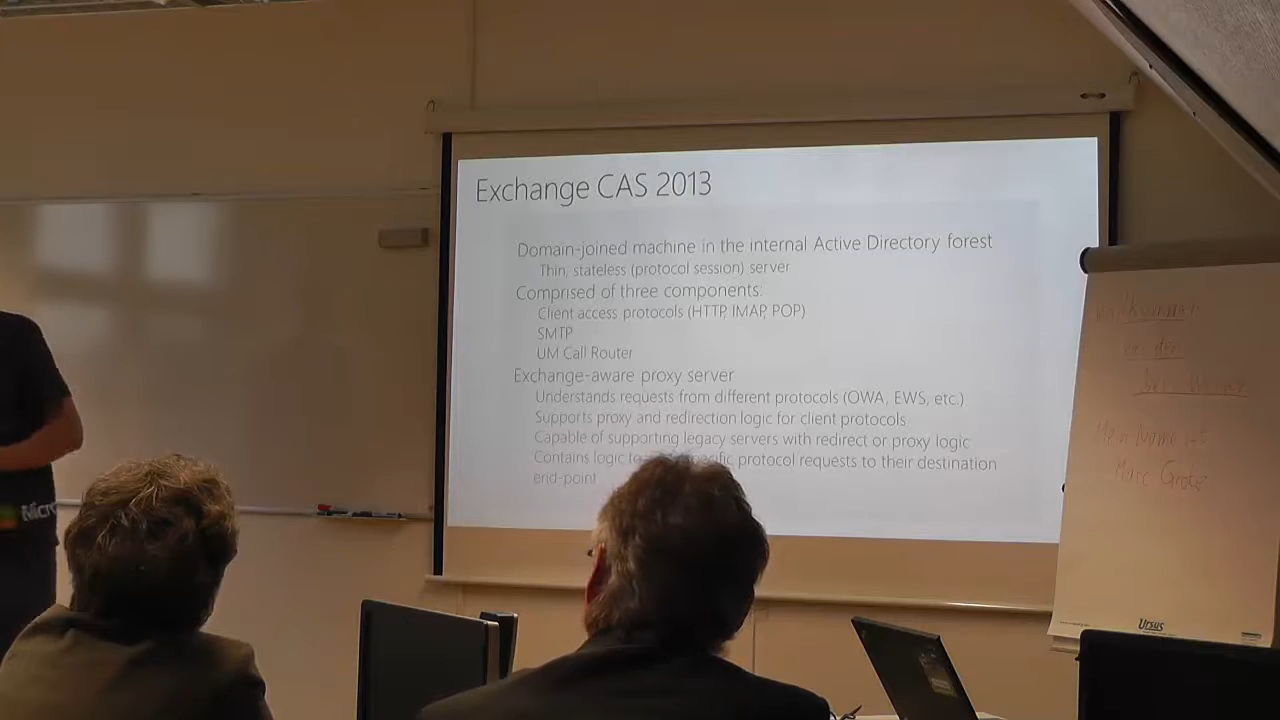 Exchange CAS 2013
Domain-joined machine in the internal Active Directory forest
Thin, stateless (protocol session) server
Comprised of three components:
Client access protocols (HTTP, IMAP, POP)
SMTP
UM Call Router
Exchange-aware proxy server
Understands requests from different protocols (OWA, EWS, etc.)
Supports proxy and redirection logic for client protocols
Capable of supporting legacy servers with redirect or proxy logic
Contains logic to protocol requests to their destination
end-point
Micro
Willkommen
Mein Name ist
Marc Grote
Ursus